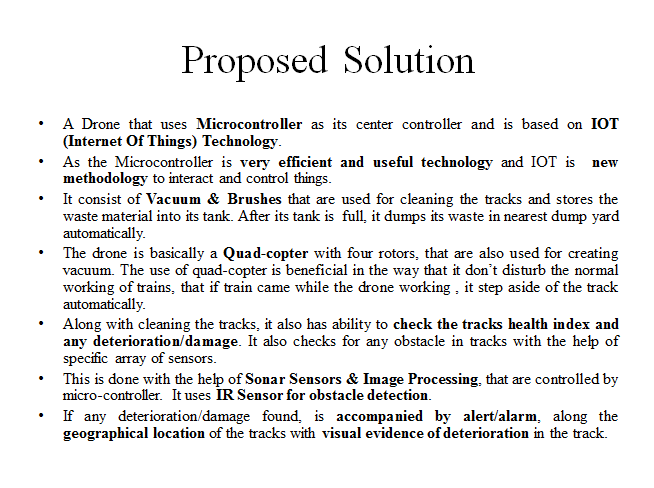 Proposed Solution
• A Drone that uses Microcontroller as its center controller and is based on IOT
(Internet Of Things) Technology.
• As the Microcontroller is very efficient and useful technology and IOT is new
methodology to interact and control things.
• It consist of Vacuum & Brushes that are used for cleaning the tracks and stores the
waste material into its tank. After its tank is full, it dumps its waste in nearest dump yard
automatically.
• The drone is basically a Quad-copter with four rotors, that are also used for creating
vacuum. The use of quad-copter is beneficial in the way that it don’t disturb the normal
working of trains, that if train came while the drone working , it step aside of the track
automatically.
• Along with cleaning the tracks, it also has ability to check the tracks health index and
any deterioration/damage. It also checks for any obstacle in tracks with the help of
specific array of sensors.
• This is done with the help of Sonar Sensors & Image Processing, that are controlled by
micro-controller. It uses IR Sensor for obstacle detection.
• If any deterioration/damage found, is accompanied by alert/alarm, along the
geographical location of the tracks with visual evidence of deterioration in the track.